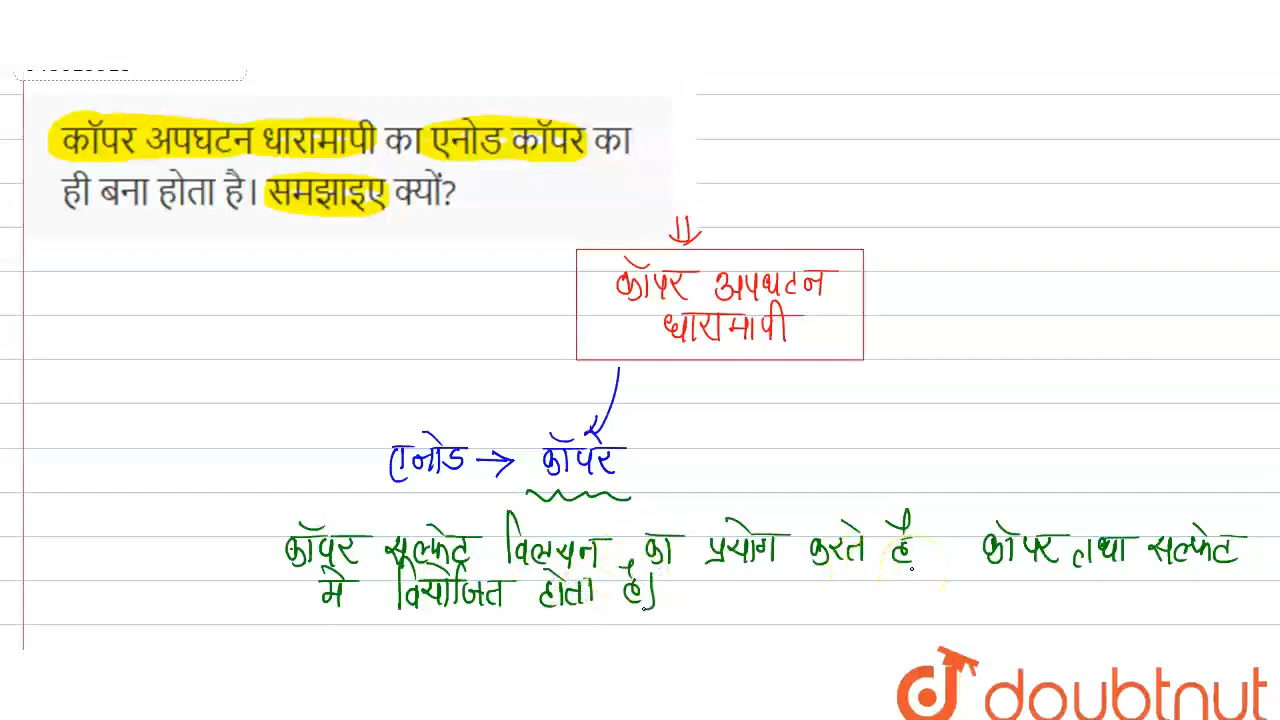 कॉपर अपघटन धारामापी का एनोड कॉपर का
ही बना होता है। समझाइए क्यों?
कॉपर अपघटन
धारामापी
एनोड → कॉपर
कॉपर सल्फेट विलयन का प्रयोग करते है कॉपर तथा सल्फेट
मे वियोजित होता है।
doubtnut